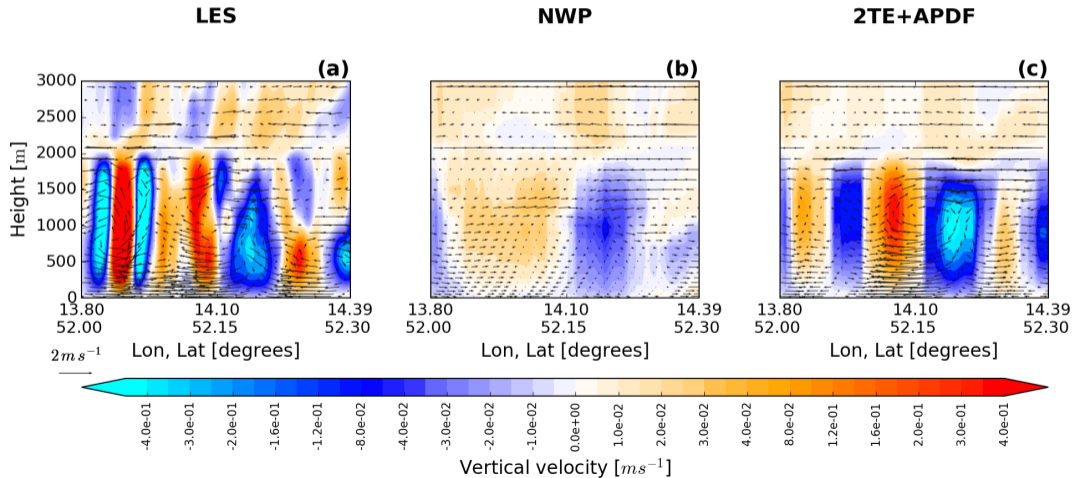 LES NWP 2TE+APDF
(a) (b) (c)
3000
2500
2000
1500
1000
500
0
Height [m]
13.80 14.10 14.39 13.80 14.10 14.39 13.80 14.10 14.39
52.00 52.15 52.30 52.00 52.15 52.30 52.00 52.15 52.30
Lon, Lat [degrees] Lon, Lat [degrees] Lon, Lat [degrees]
2ms⁻¹
-4.0e-01 -3.0e-01 -2.0e-01 -1.6e-01 -1.2e-01 -8.0e-02 -4.0e-02 -3.0e-02 -2.0e-02 -1.0e-02 0.0e+00 1.0e-02 2.0e-02 3.0e-02 4.0e-02 8.0e-02 1.2e-01 1.6e-01 2.0e-01 3.0e-01 4.0e-01
Vertical velocity [ms⁻¹]